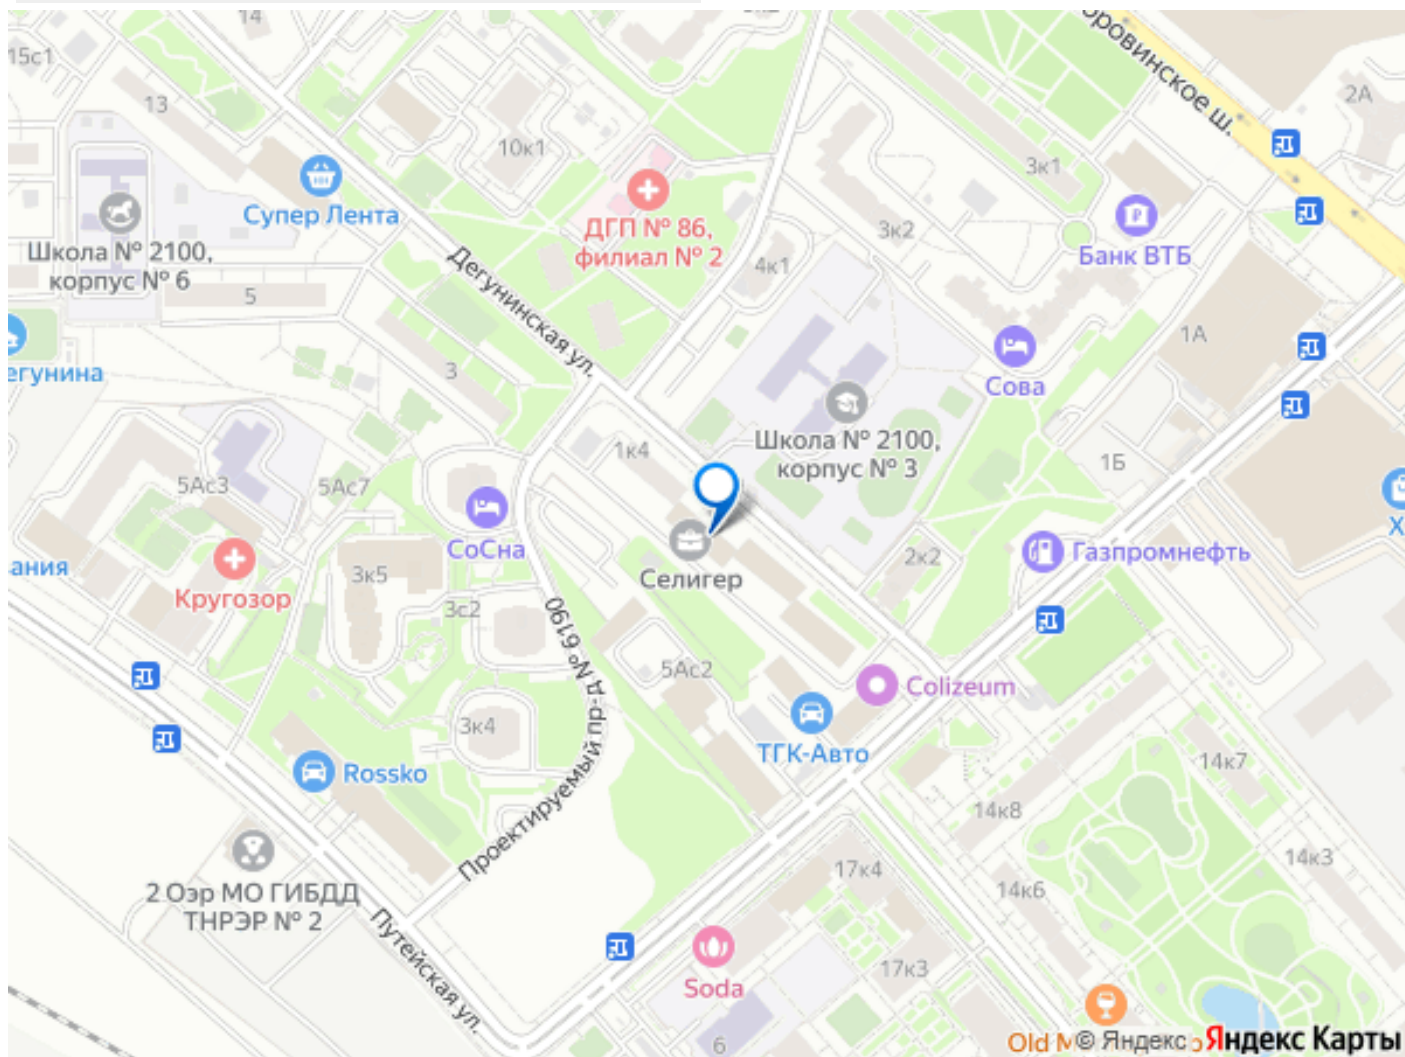 14
к2
15с1
13
10к1
Коровинское ш.
2А
3к1
Супер Лента
Школа № 2100,
корпус № 6
5
ДГП № 86,
филиал № 2
4к1
3к2
Банк ВТБ
Дегунинская ул.
1А
Сова
егунина
3
Школа № 2100,
корпус № 3
1к4
1Б
5Ас3
5Ас7
СоСна
Селигер
2к2
Газпромнефть
Х
ания
Кругозор
3к5
3с2
Проектируемый пр-д № 6190
5Ас2
Colizeum
3к4
ТГК-Авто
Rossko
14к7
14к8
2 Оэр МО ГИБДД
ТНРЭР № 2
17к4
14к3
14к6
Путейская ул.
Soda
17к3
6
Old M
© Яндекс
Яндекс Карты